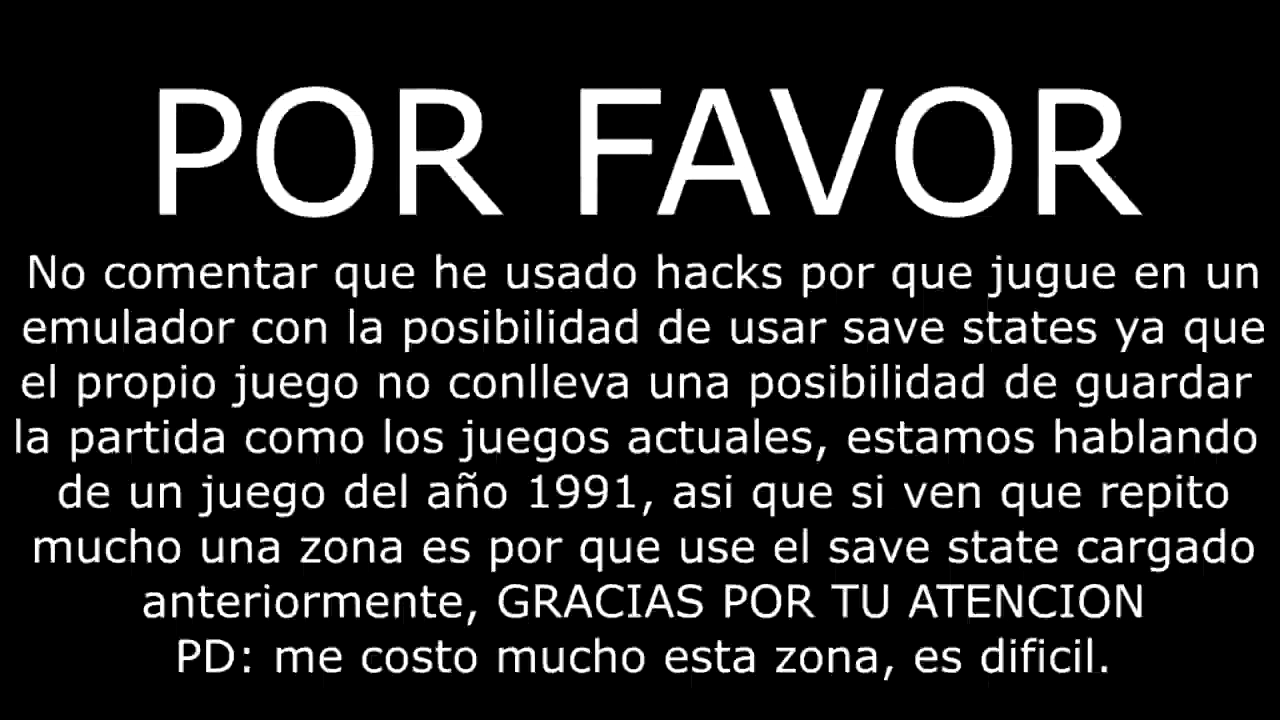 POR FAVOR
No comentar que he usado hacks por que jugue en un
emulador con la posibilidad de usar save states ya que
el propio juego no conlleva una posibilidad de guardar
la partida como los juegos actuales, estamos hablando
de un juego del año 1991, asi que si ven que repito
mucho una zona es por que use el save state cargado
anteriormente, GRACIAS POR TU ATENCION
PD: me costo mucho esta zona, es dificil.